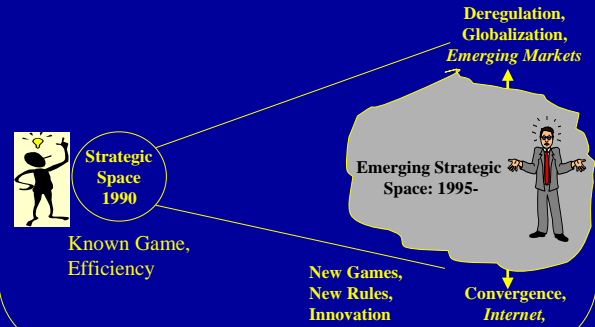 Deregulation,
Globalization,
Emerging Markets
Strategic
Space
1990
Emerging Strategic
Space: 1995-
Known Game,
Efficiency
New Games,
New Rules,
Innovation
Convergence,
Internet,